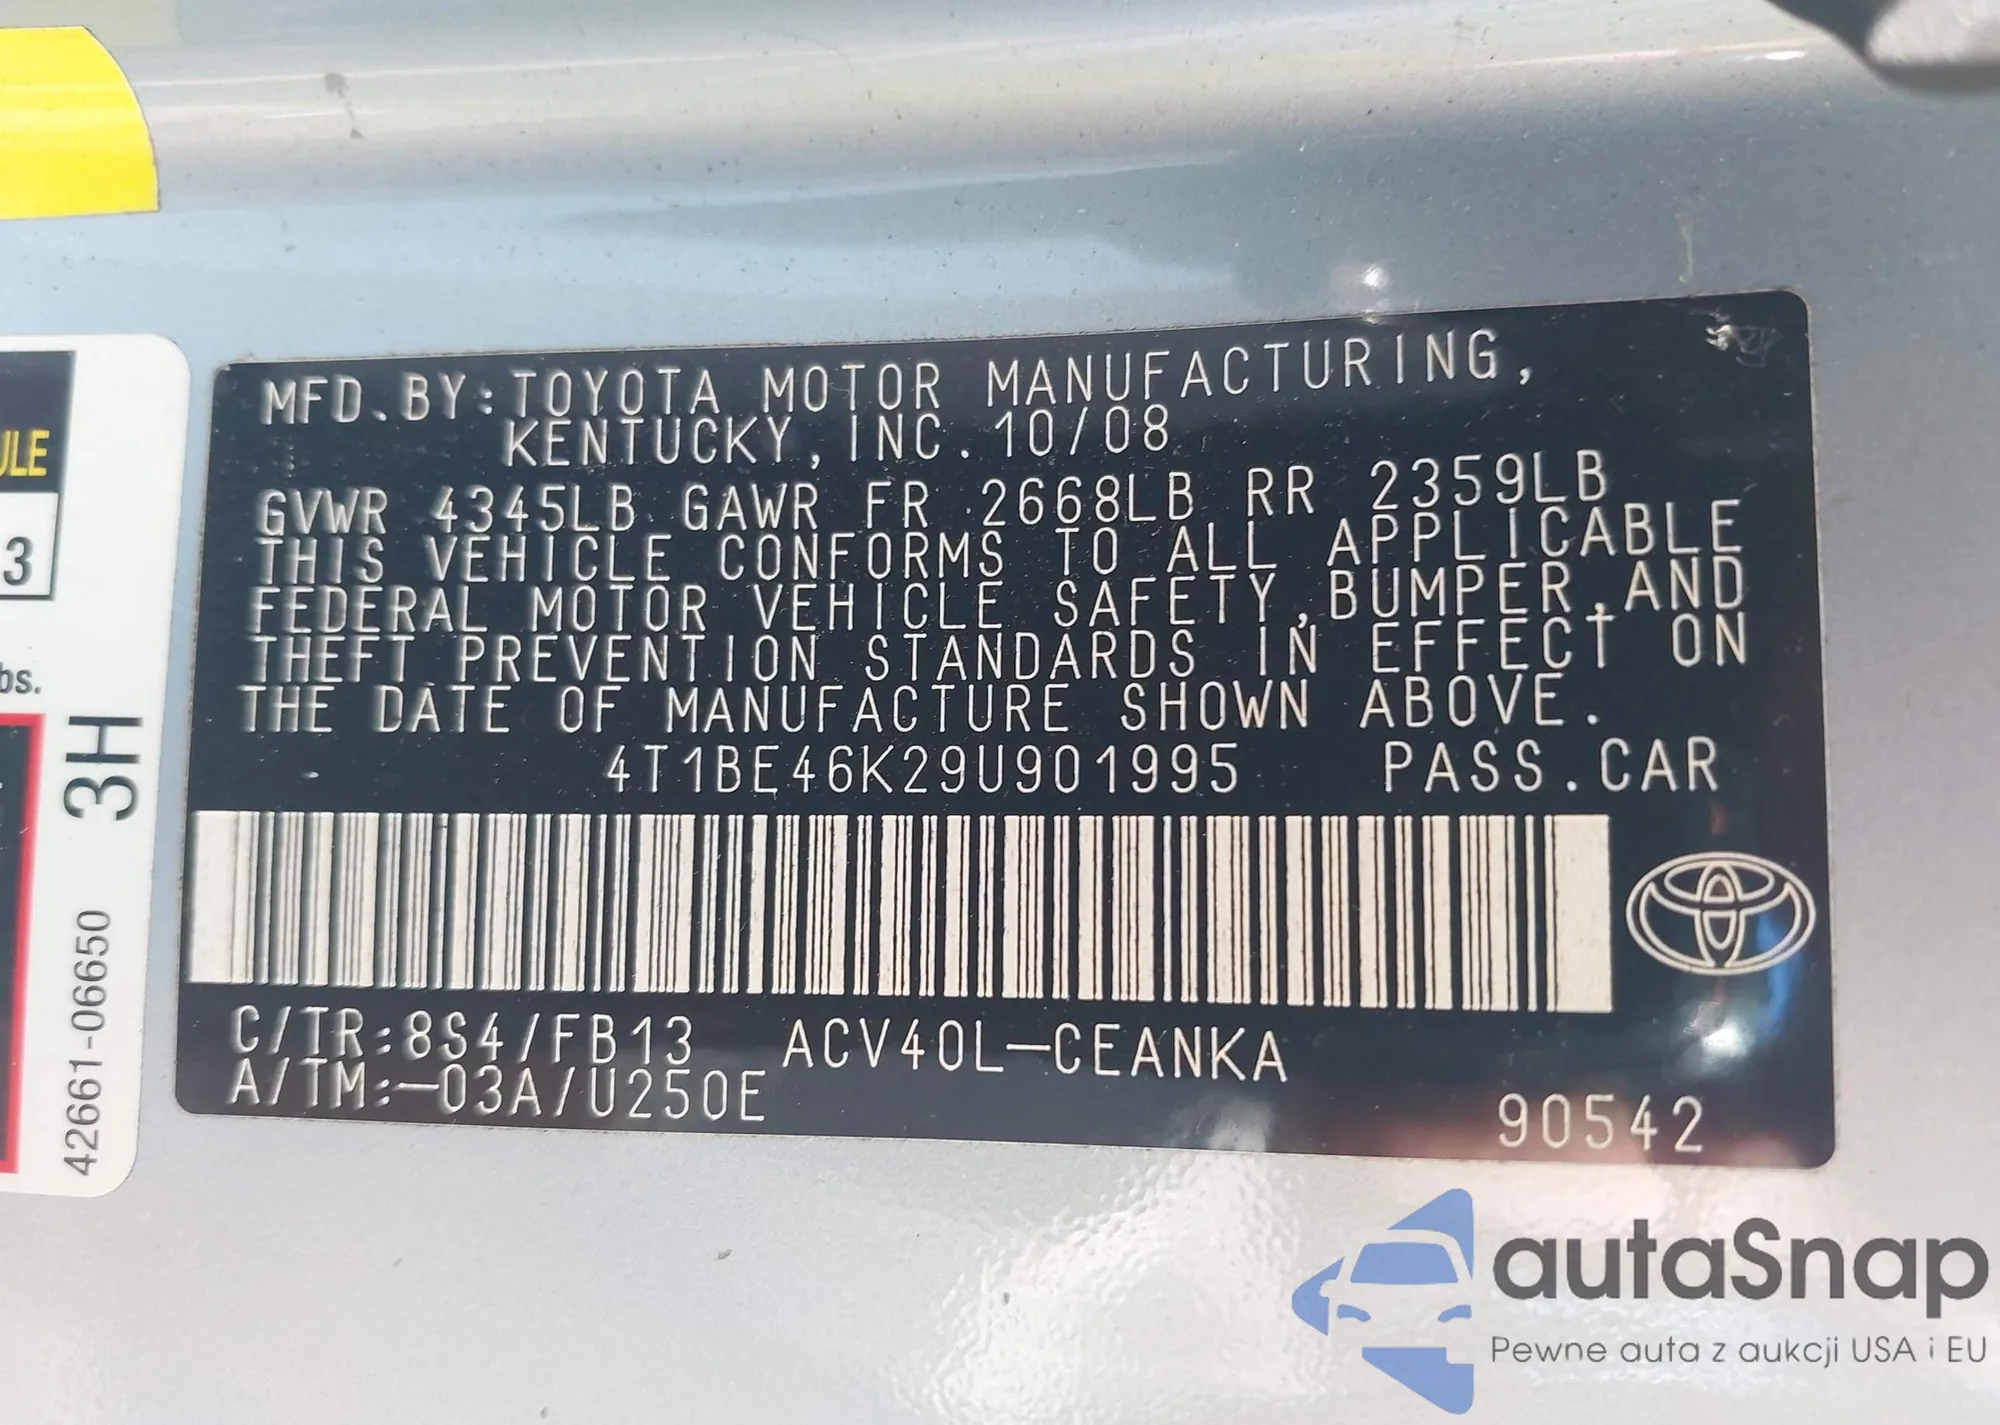 MFD.BY:TOYOTA MOTOR MANUFACTURING,
KENTUCKY,INC.10/08
GVWR 4345LB GAWR FR 2668LB RR 2359LB
THIS VEHICLE CONFORMS TO ALL APPLICABLE
FEDERAL MOTOR VEHICLE SAFETY,BUMPER,AND
THEFT PREVENTION STANDARDS IN EFFECT ON
THE DATE OF MANUFACTURE SHOWN ABOVE.
4T1BE46K29U901995 PASS.CAR
C/TR:8S4/FB13 ACV40L-CEANKA
A/TM:-03A/U250E
90542
3
3H
42661-06650
autaSnap
Pewne auta z aukcji USA i EU